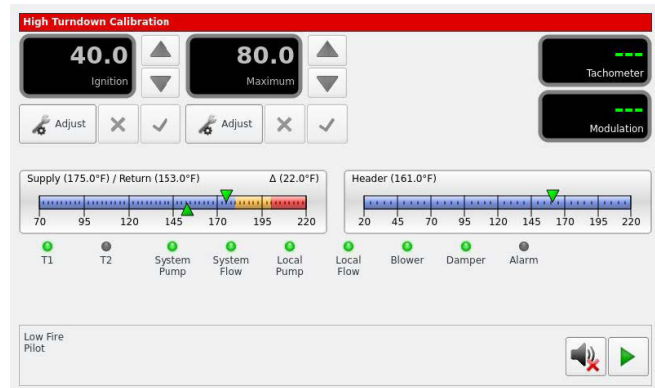 High Turndown Calibration
40.0
Ignition
80.0
Maximum
---
Tachometer
Adjust
Adjust
---
Modulation
Supply (175.0°F) / Return (153.0°F) Δ (22.0°F)
70 95 120 145 170 195 220
Header (161.0°F)
20 45 70 95 120 145 170 195 220
T1
T2
System
Pump
System
Flow
Local
Pump
Local
Flow
Blower
Damper
Alarm
Low Fire
Pilot